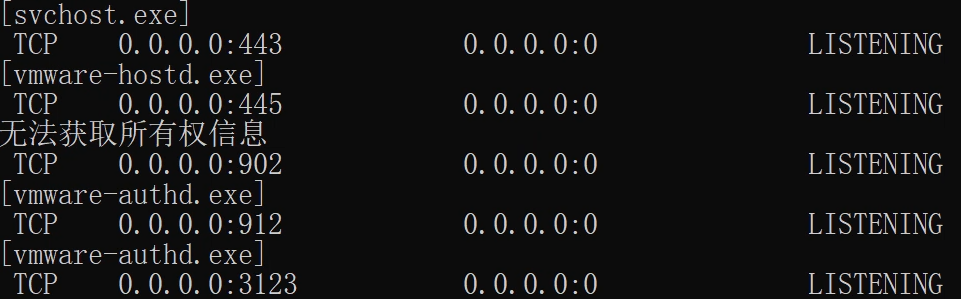 [svchost.exe]
TCP 0.0.0.0:443 0.0.0.0:0 LISTENING
[vmware-hostd.exe]
TCP 0.0.0.0:445 0.0.0.0:0 LISTENING
无法获取所有权信息
TCP 0.0.0.0:902 0.0.0.0:0 LISTENING
[vmware-authd.exe]
TCP 0.0.0.0:912 0.0.0.0:0 LISTENING
[vmware-authd.exe]
TCP 0.0.0.0:3123 0.0.0.0:0 LISTENING